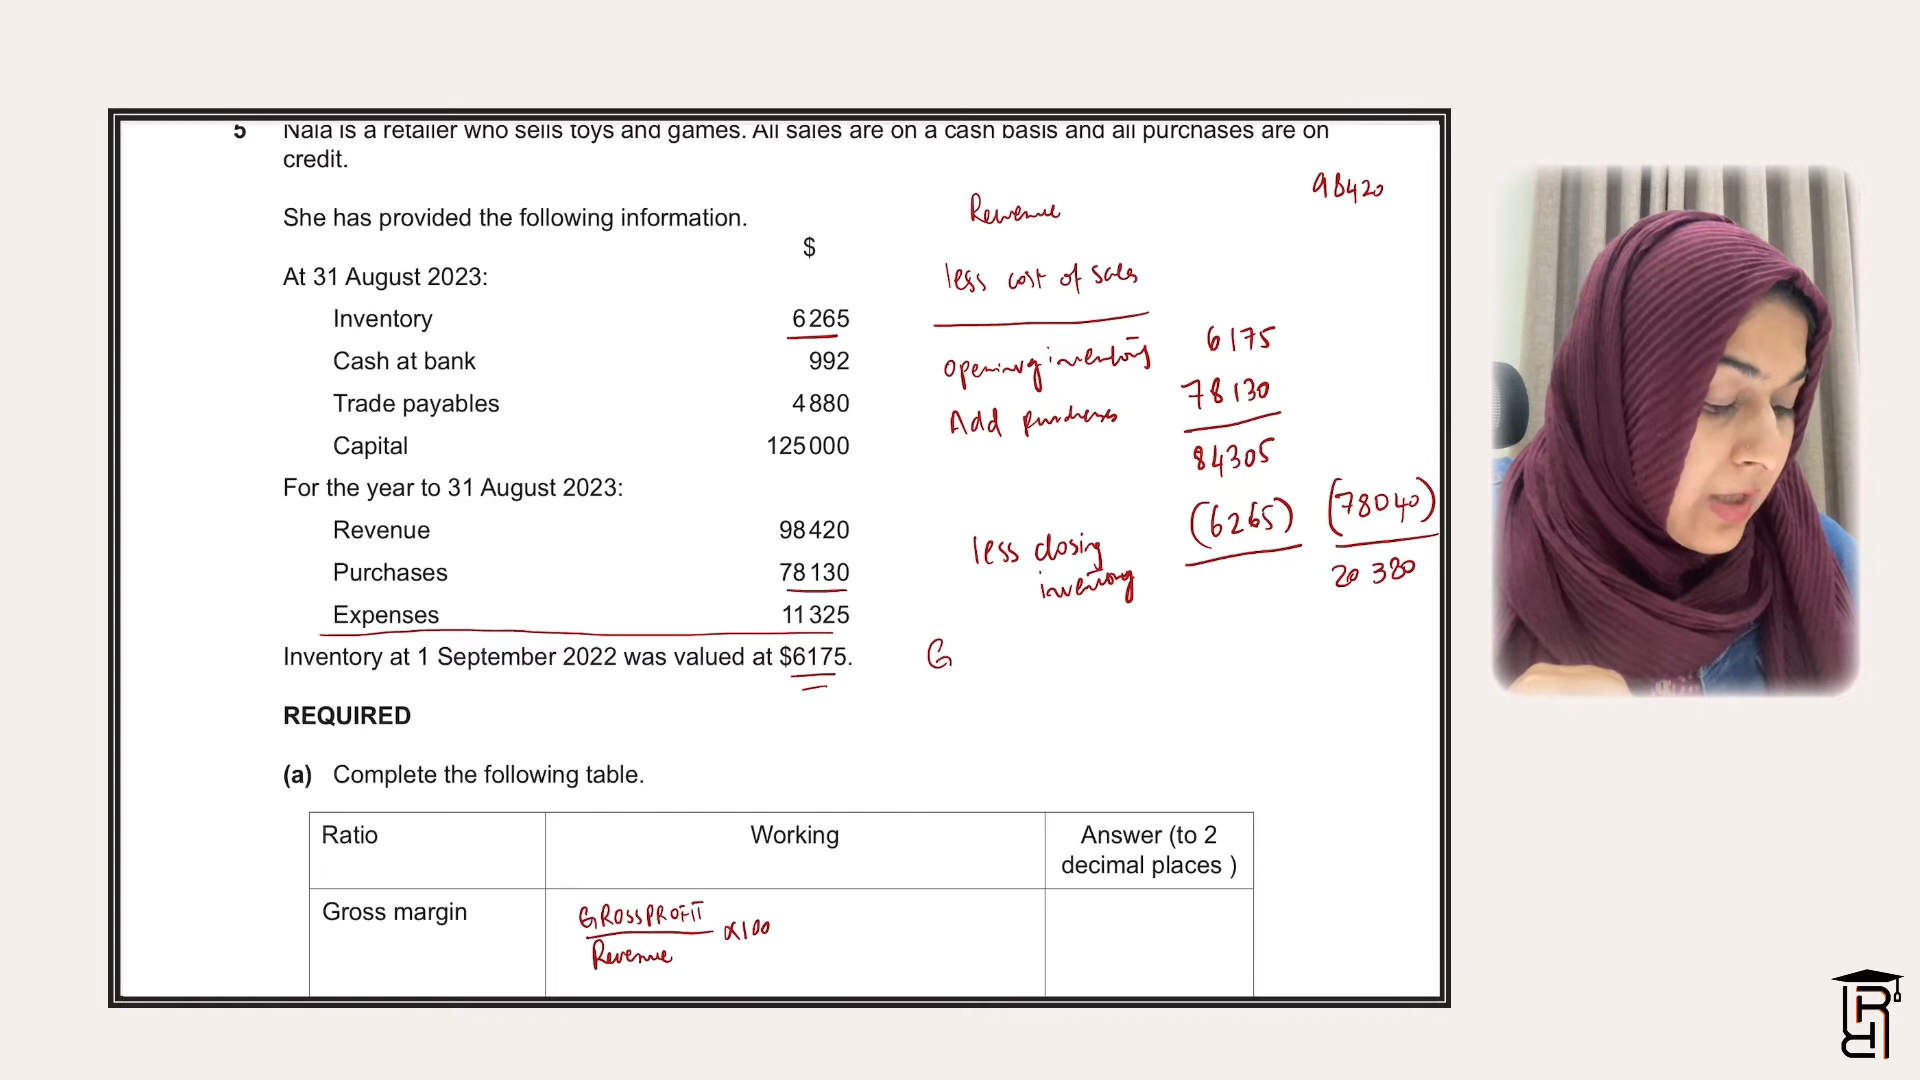 5 Nala is a retailer who sells toys and games. All sales are on a cash basis and all purchases are on
credit.
98420
She has provided the following information.
Revenue
$
At 31 August 2023:
less cost of sales
Inventory 6265
opening inventory 6175
Cash at bank 992
Add purchases 78130
Trade payables 4880
Capital 125000
84305
For the year to 31 August 2023:
less closing
inventory
(6265) (78040)
Revenue 98420
Purchases 78130
20380
Expenses 11325
Inventory at 1 September 2022 was valued at $6175.
G
REQUIRED
(a) Complete the following table.
Ratio Working Answer (to 2
decimal places )
Gross margin
GROSS PROFIT
Revenue
x100